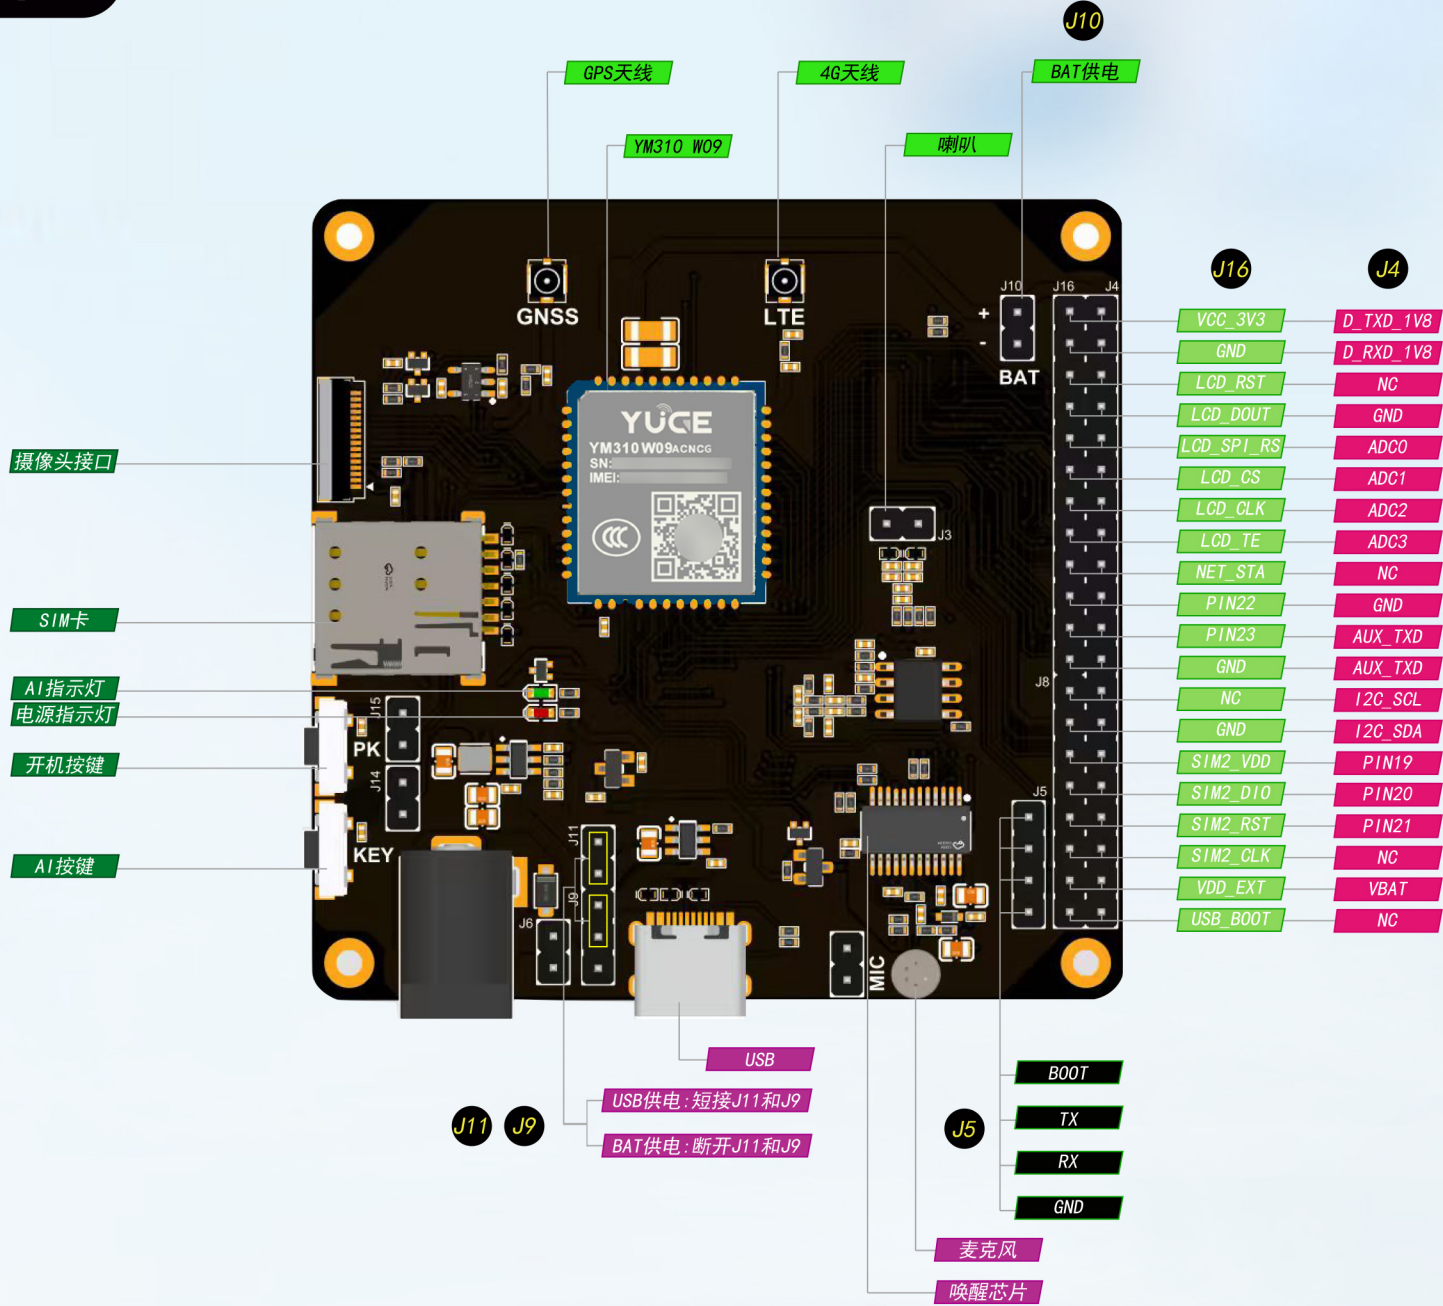 J10
GPS天线
4G天线
BAT供电
YM310 W09
喇叭
J16
J4
GNSS
LTE
J10
J16
J4
+
-
BAT
YUGE
YM310 W09ACNCG
SN:
IMEI:
CCC
摄像头接口
SIM卡
AI指示灯
电源指示灯
开机按键
AI按键
J3
J8
J15
PK
J14
KEY
J11
J9
J6
J5
MIC
VCC_3V3
D_TXD_1V8
GND
D_RXD_1V8
LCD_RST
NC
LCD_DOUT
GND
LCD_SPI_RS
ADC0
LCD_CS
ADC1
LCD_CLK
ADC2
LCD_TE
ADC3
NET_STA
NC
PIN22
GND
PIN23
AUX_TXD
GND
AUX_TXD
NC
I2C_SCL
GND
I2C_SDA
SIM2_VDD
PIN19
SIM2_DIO
PIN20
SIM2_RST
PIN21
SIM2_CLK
NC
VDD_EXT
VBAT
USB_BOOT
NC
USB
J11
J9
USB供电:短接J11和J9
BAT供电:断开J11和J9
J5
BOOT
TX
RX
GND
麦克风
唤醒芯片